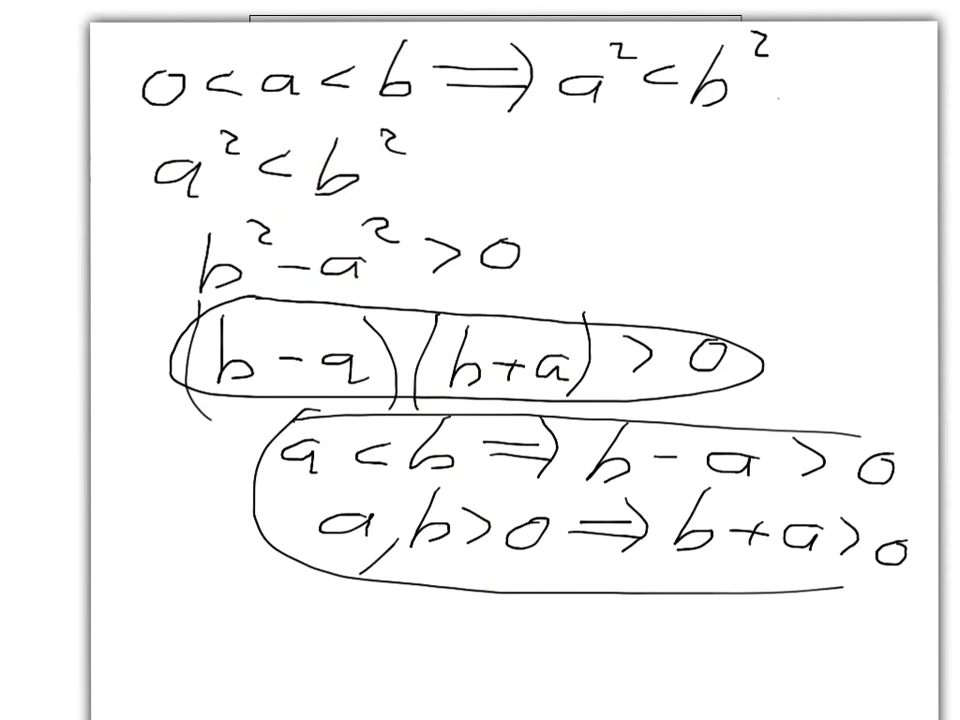 0 < a < b ⟹ a² < b²
a² < b²
b² - a² > 0
(b - a)(b + a) > 0
a < b ⟹ b - a > 0
a, b > 0 ⟹ b + a > 0